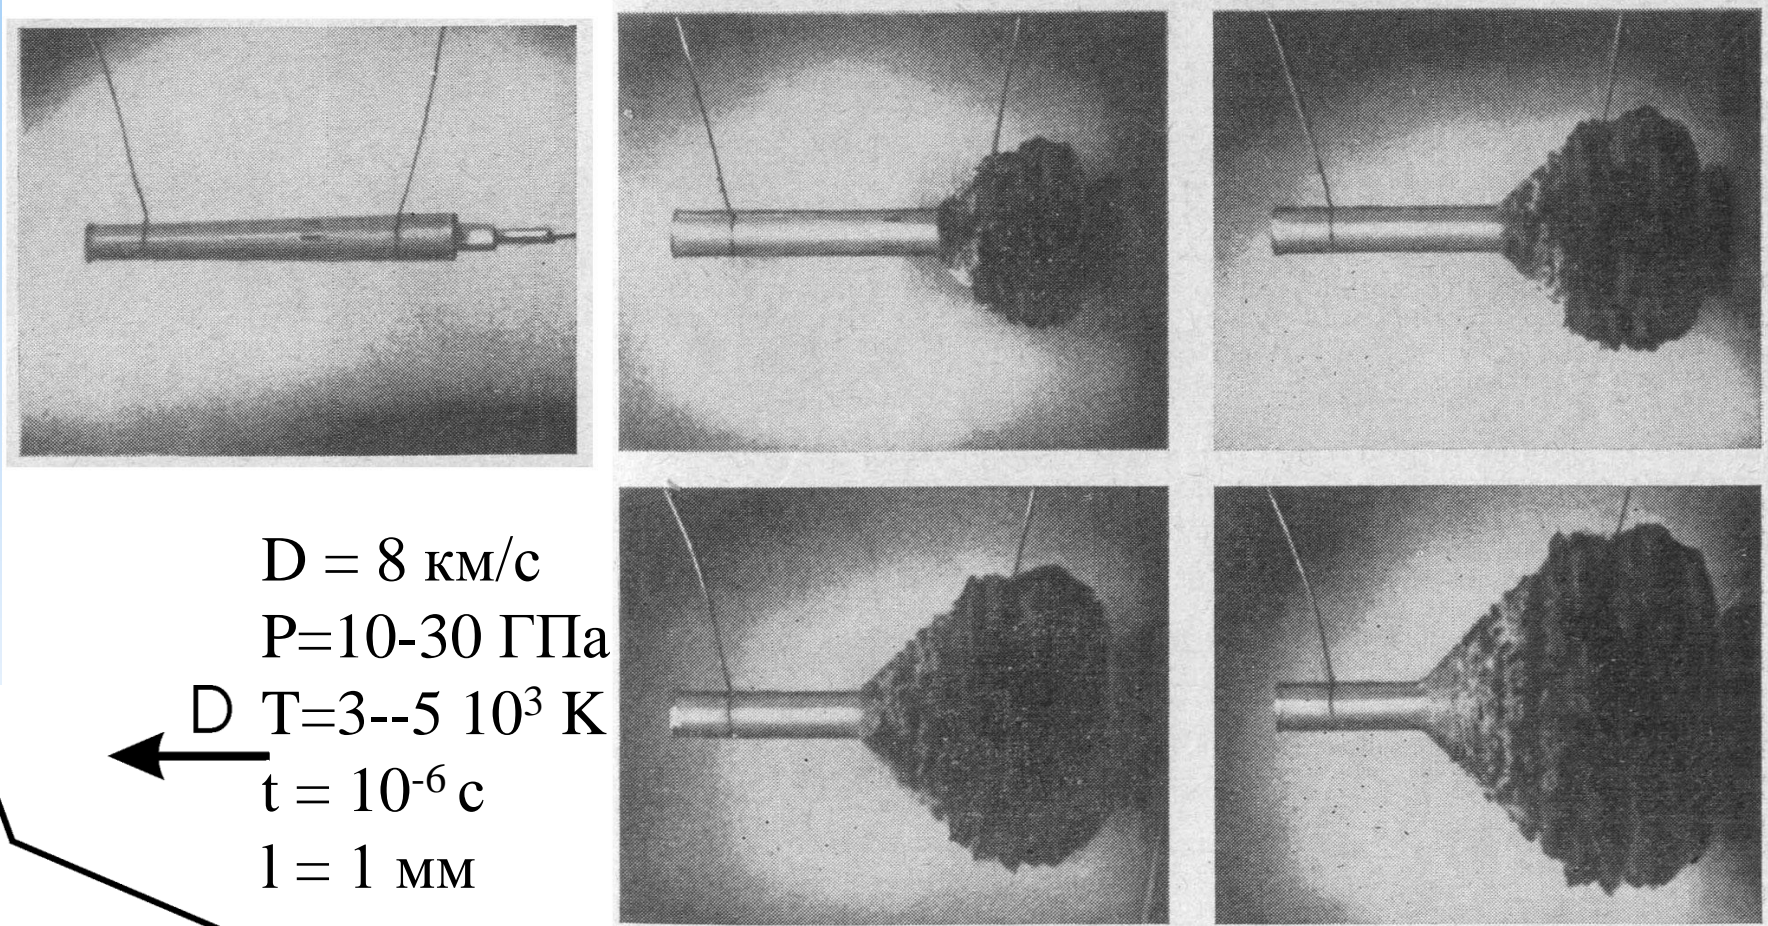 D = 8 км/с
P=10-30 ГПа
D
T=3--5 10³ K
t = 10⁻⁶ с
l = 1 мм